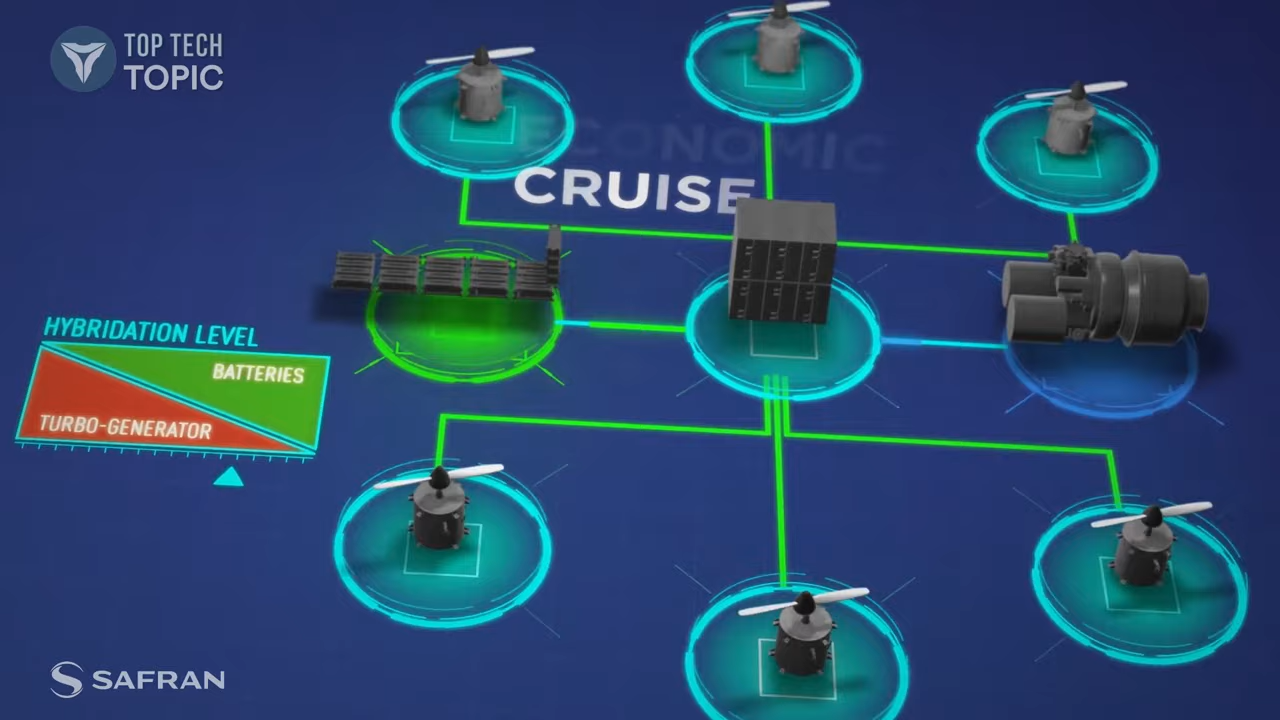 TOP TECH
TOPIC
ECONOMIC
CRUISE
HYBRIDATION LEVEL
BATTERIES
TURBO-GENERATOR
SAFRAN